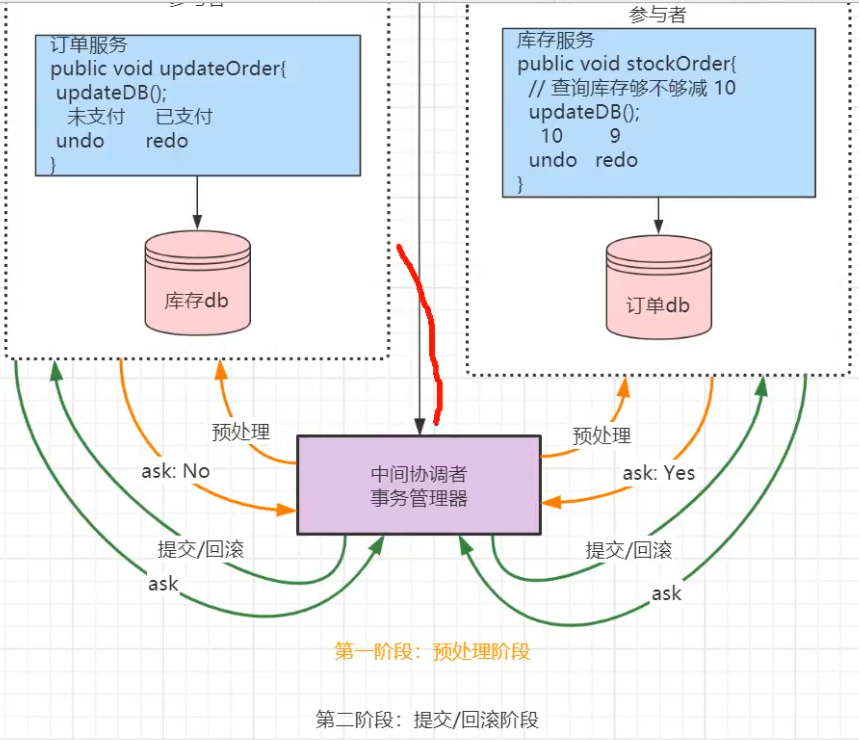 参与者
订单服务
public void updateOrder{
updateDB();
未支付 已支付
undo redo
}
库存db
参与者
库存服务
public void stockOrder{
// 查询库存够不够减 10
updateDB();
10 9
undo redo
}
订单db
预处理
ask: No
提交/回滚
ask
中间协调者
事务管理器
预处理
ask: Yes
提交/回滚
ask
第一阶段：预处理阶段
第二阶段：提交/回滚阶段